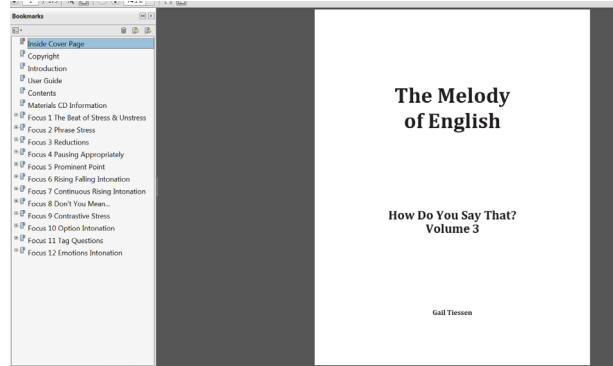 Bookmarks
Inside Cover Page
Copyright
Introduction
User Guide
Contents
Materials CD Information
Focus 1 The Beat of Stress & Unstress
Focus 2 Phrase Stress
Focus 3 Reductions
Focus 4 Pausing Appropriately
Focus 5 Prominent Point
Focus 6 Rising Falling Intonation
Focus 7 Continuous Rising Intonation
Focus 8 Don't You Mean...
Focus 9 Contrastive Stress
Focus 10 Option Intonation
Focus 11 Tag Questions
Focus 12 Emotions Intonation
The Melody
of English
How Do You Say That?
Volume 3
Gail Tiessen